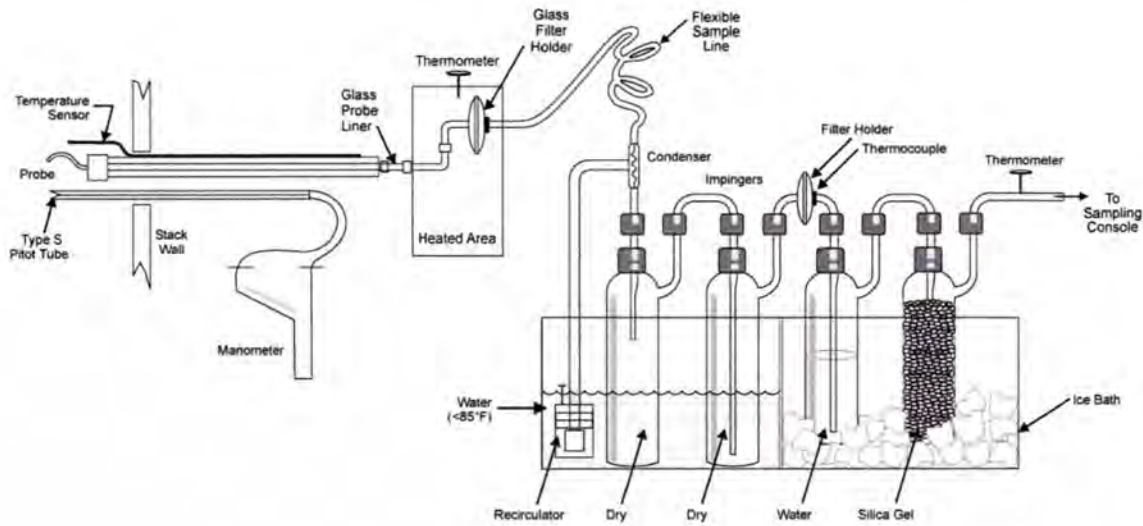 Glass
Filter
Holder
Flexible
Sample
Line
Thermometer
Temperature
Sensor
Glass
Probe
Liner
Probe
Type S
Pitot Tube
Stack
Wall
Heated Area
Manometer
Condenser
Impingers
Filter Holder
Thermocouple
Thermometer
To
Sampling
Console
Water
(<85°F)
Ice Bath
Recirculator
Dry
Dry
Water
Silica Gel